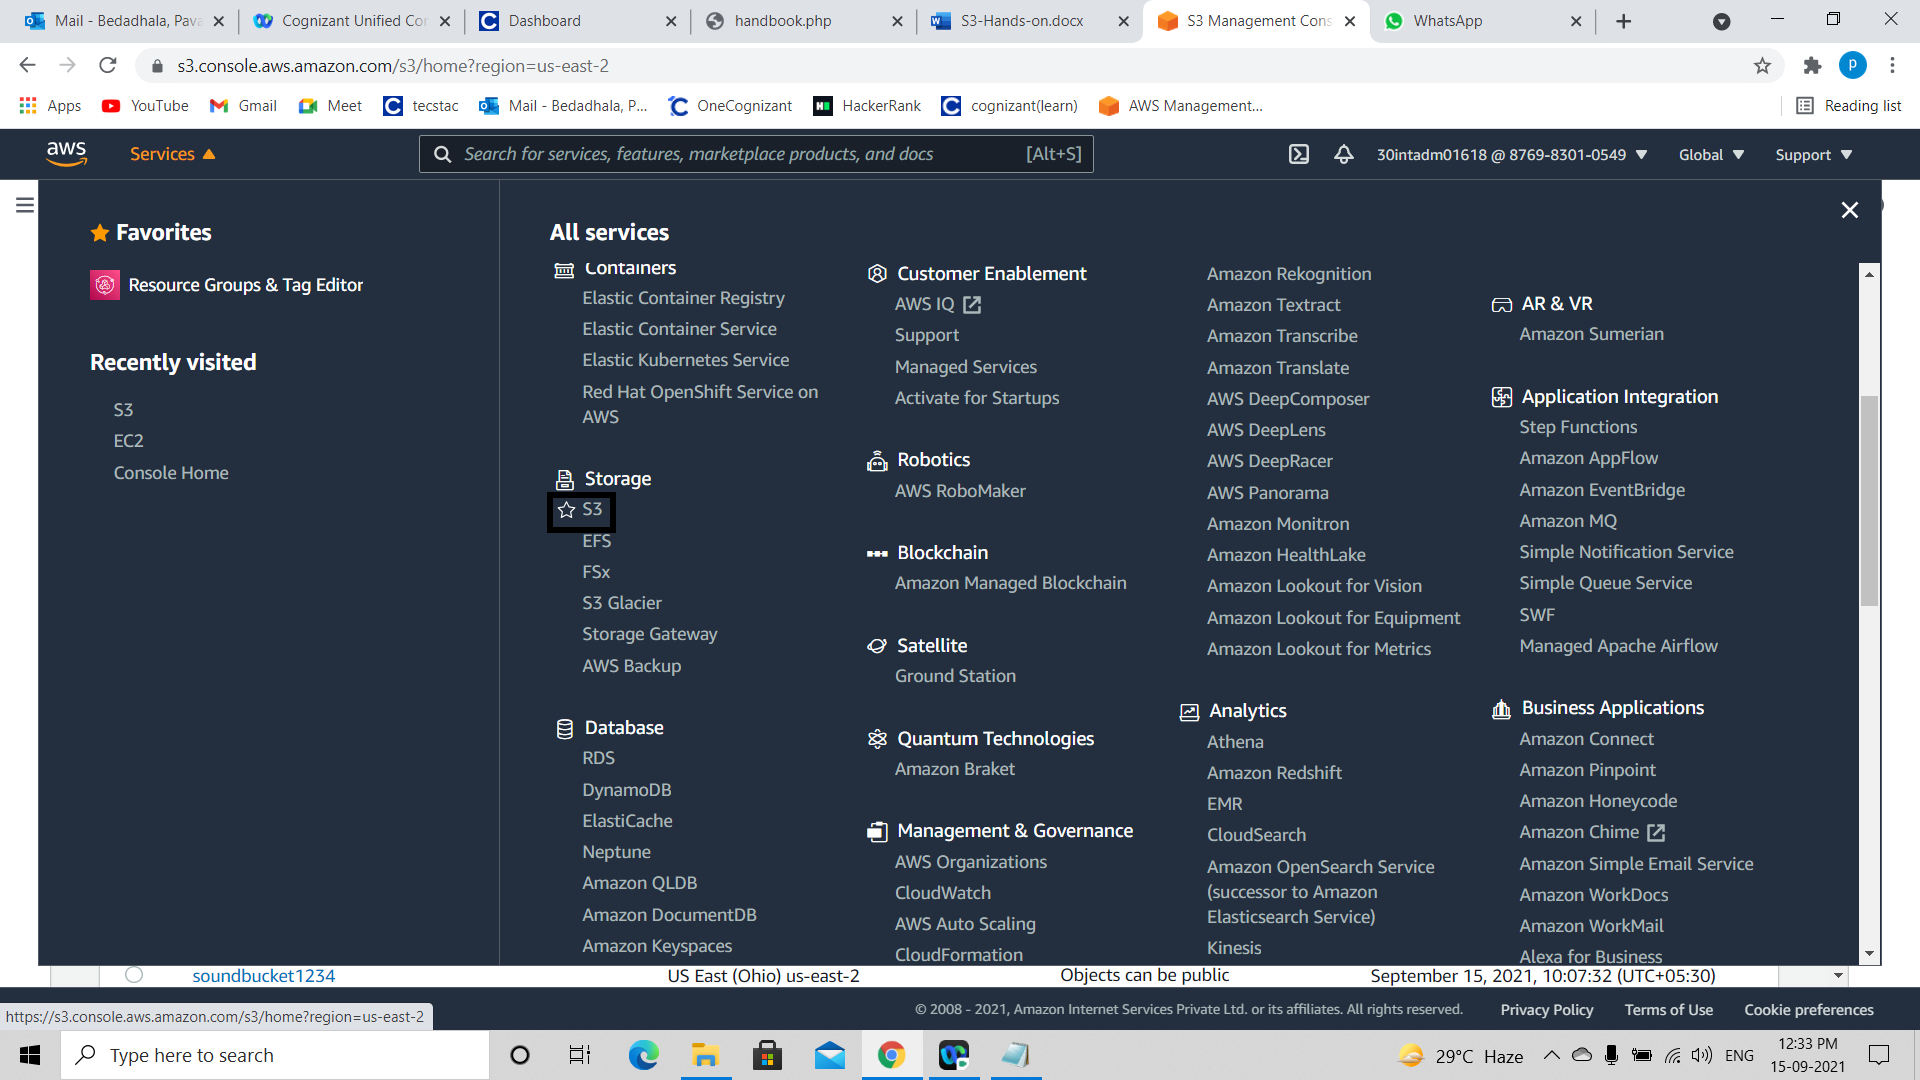 Mail - Bedadhala, Pava
Cognizant Unified Cor
Dashboard
handbook.php
S3-Hands-on.docx
S3 Management Cons
WhatsApp
s3.console.aws.amazon.com/s3/home?region=us-east-2
p
Apps
YouTube
Gmail
Meet
tecstac
Mail - Bedadhala, P...
OneCognizant
HackerRank
cognizant(learn)
AWS Management...
Reading list
aws
Services
Search for services, features, marketplace products, and docs
[Alt+S]
30intadm01618 @ 8769-8301-0549
Global
Support
Favorites
Resource Groups & Tag Editor
Recently visited
S3
EC2
Console Home
All services
Containers
Elastic Container Registry
Elastic Container Service
Elastic Kubernetes Service
Red Hat OpenShift Service on
AWS
Storage
S3
EFS
FSx
S3 Glacier
Storage Gateway
AWS Backup
Database
RDS
DynamoDB
ElastiCache
Neptune
Amazon QLDB
Amazon DocumentDB
Amazon Keyspaces
Customer Enablement
AWS IQ
Support
Managed Services
Activate for Startups
Robotics
AWS RoboMaker
Blockchain
Amazon Managed Blockchain
Satellite
Ground Station
Quantum Technologies
Amazon Braket
Management & Governance
AWS Organizations
CloudWatch
AWS Auto Scaling
CloudFormation
Amazon Rekognition
Amazon Textract
Amazon Transcribe
Amazon Translate
AWS DeepComposer
AWS DeepLens
AWS DeepRacer
AWS Panorama
Amazon Monitron
Amazon HealthLake
Amazon Lookout for Vision
Amazon Lookout for Equipment
Amazon Lookout for Metrics
Analytics
Athena
Amazon Redshift
EMR
CloudSearch
Amazon OpenSearch Service
(successor to Amazon
Elasticsearch Service)
Kinesis
AR & VR
Amazon Sumerian
Application Integration
Step Functions
Amazon AppFlow
Amazon EventBridge
Amazon MQ
Simple Notification Service
Simple Queue Service
SWF
Managed Apache Airflow
Business Applications
Amazon Connect
Amazon Pinpoint
Amazon Honeycode
Amazon Chime
Amazon Simple Email Service
Amazon WorkDocs
Amazon WorkMail
Alexa for Business
soundbucket1234
US East (Ohio) us-east-2
Objects can be public
September 15, 2021, 10:07:32 (UTC+05:30)
https://s3.console.aws.amazon.com/s3/home?region=us-east-2
© 2008 - 2021, Amazon Internet Services Private Ltd. or its affiliates. All rights reserved.
Privacy Policy
Terms of Use
Cookie preferences
Type here to search
29°C Haze
ENG
12:33 PM
15-09-2021